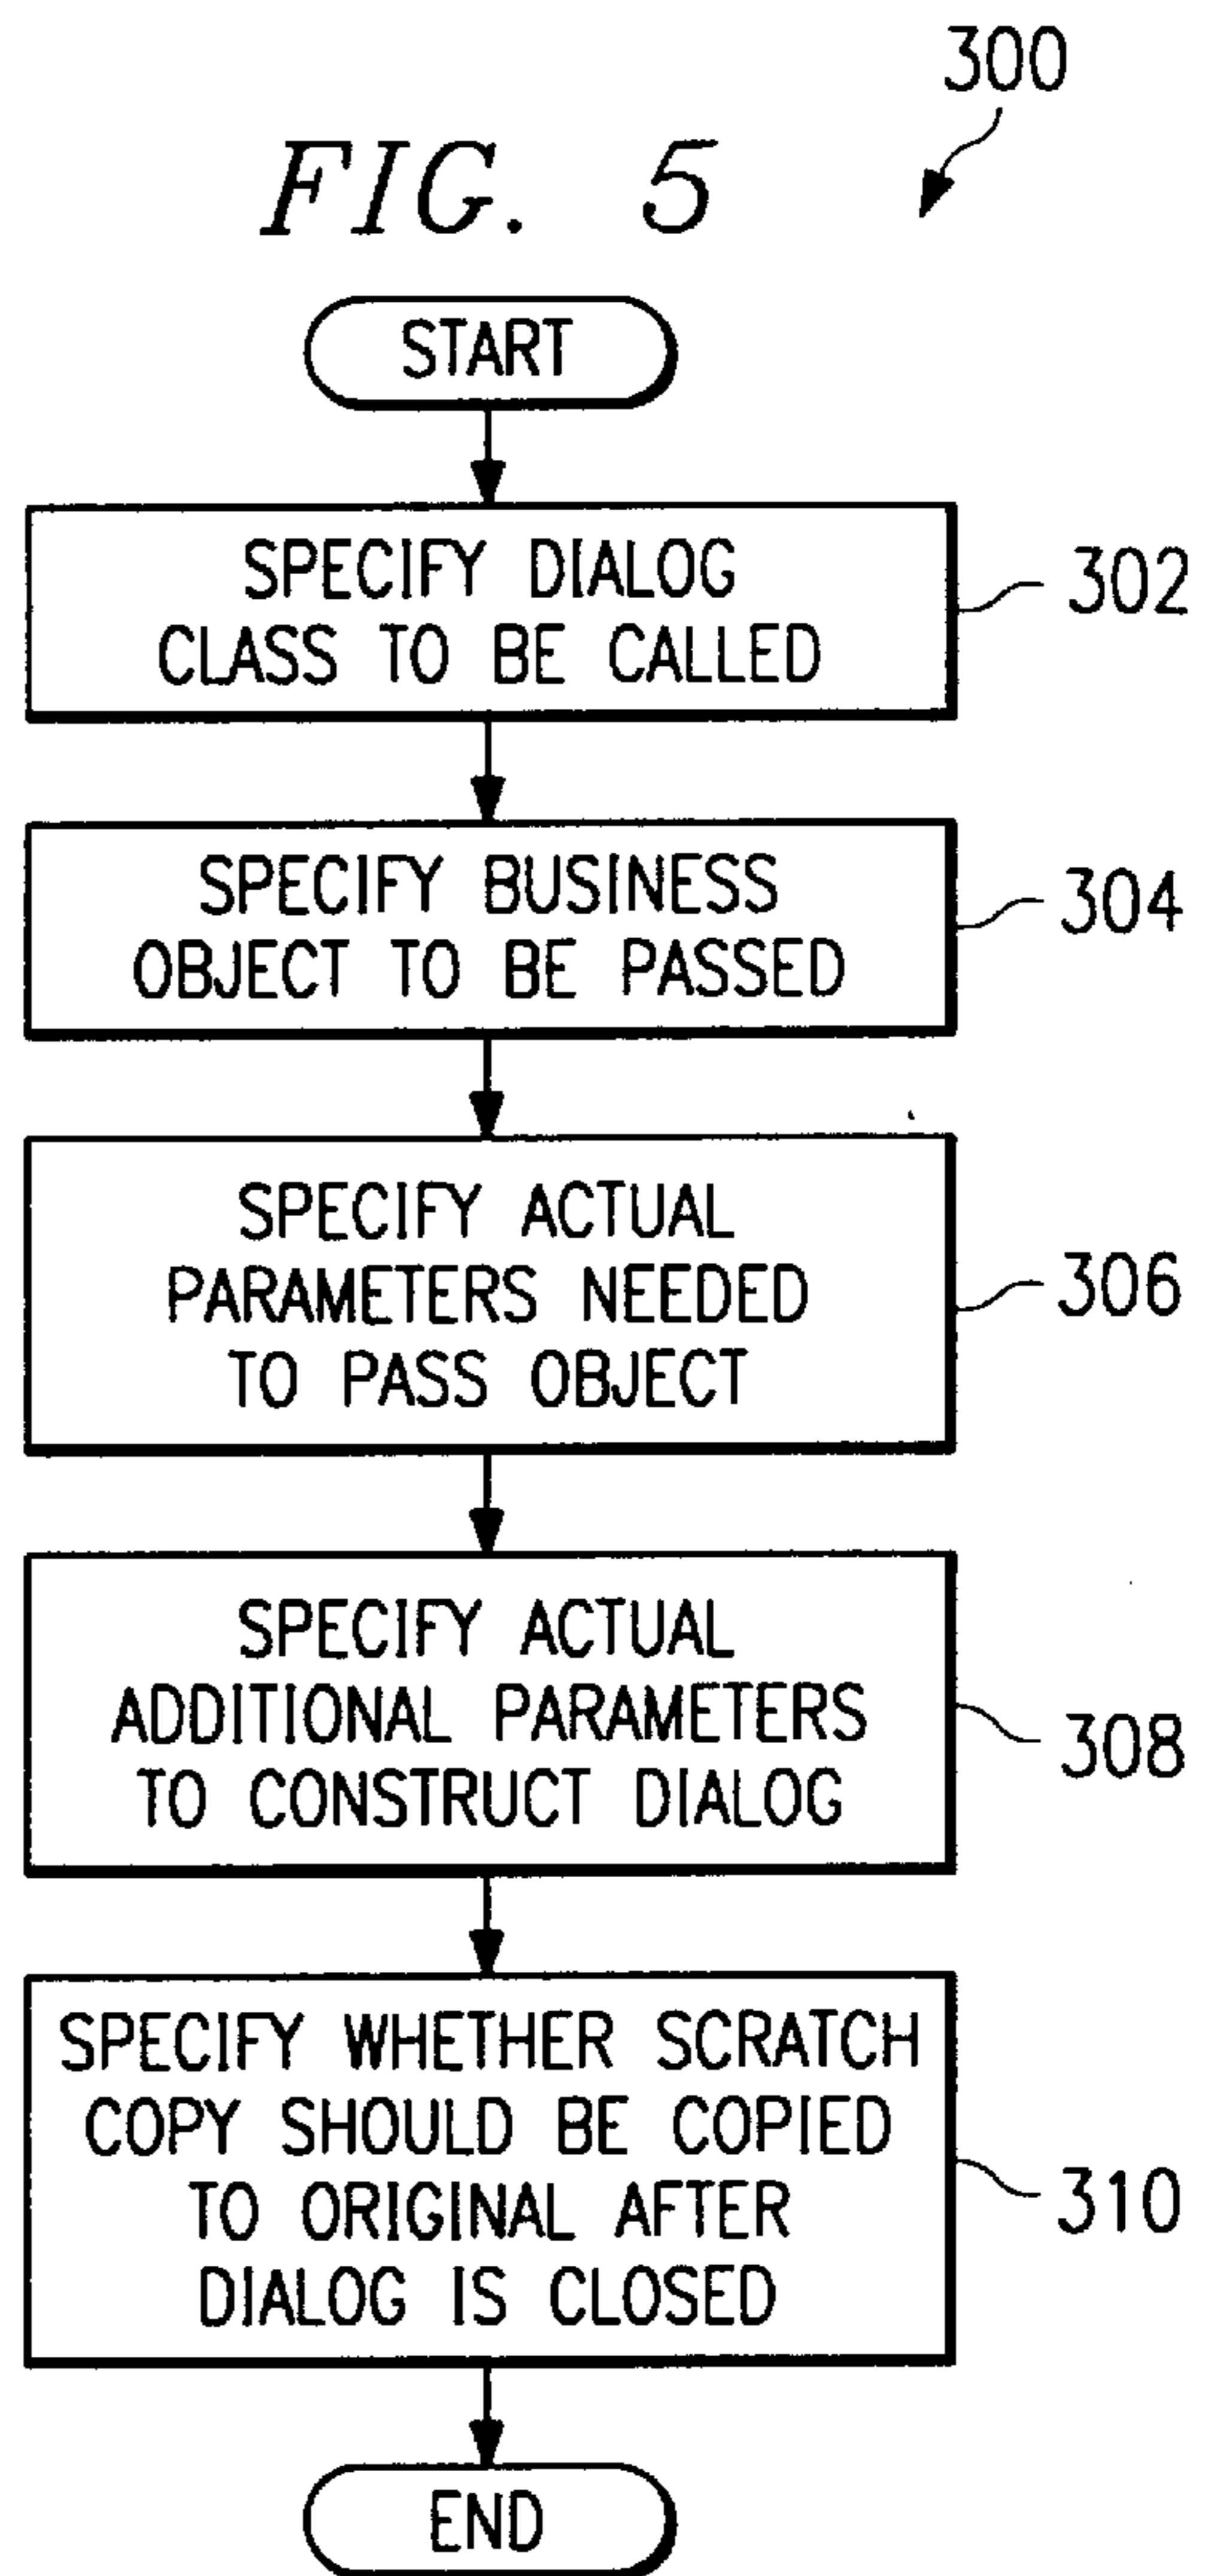 300
FIG. 5
START
SPECIFY DIALOG
CLASS TO BE CALLED
302
SPECIFY BUSINESS
OBJECT TO BE PASSED
304
SPECIFY ACTUAL
PARAMETERS NEEDED
TO PASS OBJECT
306
SPECIFY ACTUAL
ADDITIONAL PARAMETERS
TO CONSTRUCT DIALOG
308
SPECIFY WHETHER SCRATCH
COPY SHOULD BE COPIED
TO ORIGINAL AFTER
DIALOG IS CLOSED
310
END